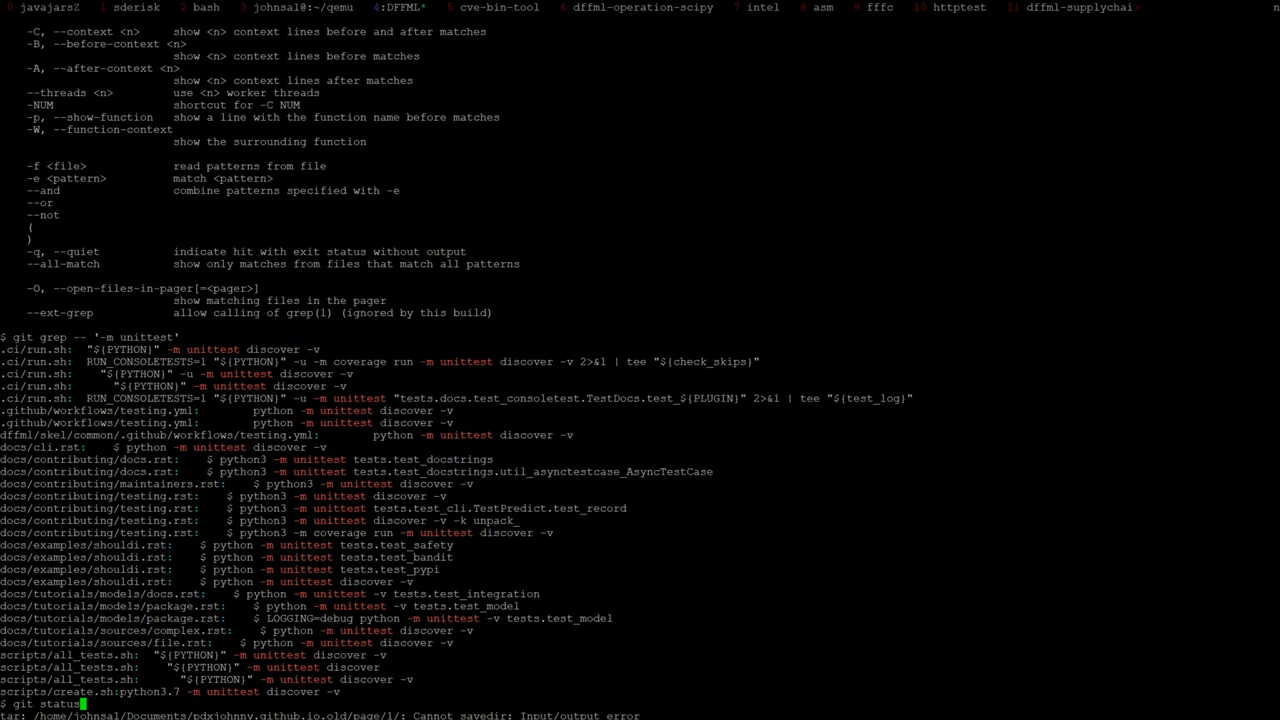 0 javajarsZ 1 sderisk 2 bash 3 johnsal@:~/qemu 4:DFFML* 5 cve-bin-tool 6 dffml-operation-scipy 7 intel 8 asm 9 fffc 10 httptest 11 dffml-supplychai> n
-C, --context <n> show <n> context lines before and after matches
-B, --before-context <n>
show <n> context lines before matches
-A, --after-context <n>
show <n> context lines after matches
--threads <n> use <n> worker threads
-NUM shortcut for -C NUM
-p, --show-function show a line with the function name before matches
-W, --function-context
show the surrounding function
-f <file> read patterns from file
-e <pattern> match <pattern>
--and combine patterns specified with -e
--or
--not
(
)
-q, --quiet indicate hit with exit status without output
--all-match show only matches from files that match all patterns
-O, --open-files-in-pager[=<pager>]
show matching files in the pager
--ext-grep allow calling of grep(1) (ignored by this build)
$ git grep -- '-m unittest'
.ci/run.sh: "${PYTHON}" -m unittest discover -v
.ci/run.sh: RUN_CONSOLETESTS=1 "${PYTHON}" -u -m coverage run -m unittest discover -v 2>&1 | tee "${check_skips}"
.ci/run.sh: "${PYTHON}" -u -m unittest discover -v
.ci/run.sh: "${PYTHON}" -m unittest discover -v
.ci/run.sh: RUN_CONSOLETESTS=1 "${PYTHON}" -u -m unittest "tests.docs.test_consoletest.TestDocs.test_${PLUGIN}" 2>&1 | tee "${test_log}"
.github/workflows/testing.yml: python -m unittest discover -v
.github/workflows/testing.yml: python -m unittest discover -v
dffml/skel/common/.github/workflows/testing.yml: python -m unittest discover -v
docs/cli.rst: $ python -m unittest discover -v
docs/contributing/docs.rst: $ python3 -m unittest tests.test_docstrings
docs/contributing/docs.rst: $ python3 -m unittest tests.test_docstrings.util_asynctestcase_AsyncTestCase
docs/contributing/maintainers.rst: $ python3 -m unittest discover -v
docs/contributing/testing.rst: $ python3 -m unittest discover -v
docs/contributing/testing.rst: $ python3 -m unittest tests.test_cli.TestPredict.test_record
docs/contributing/testing.rst: $ python3 -m unittest discover -v -k unpack_
docs/contributing/testing.rst: $ python3 -m coverage run -m unittest discover -v
docs/examples/shouldi.rst: $ python -m unittest tests.test_safety
docs/examples/shouldi.rst: $ python -m unittest tests.test_bandit
docs/examples/shouldi.rst: $ python -m unittest tests.test_pypi
docs/examples/shouldi.rst: $ python -m unittest discover -v
docs/tutorials/models/docs.rst: $ python -m unittest -v tests.test_integration
docs/tutorials/models/package.rst: $ python -m unittest -v tests.test_model
docs/tutorials/models/package.rst: $ LOGGING=debug python -m unittest -v tests.test_model
docs/tutorials/sources/complex.rst: $ python -m unittest discover -v
docs/tutorials/sources/file.rst: $ python -m unittest discover -v
scripts/all_tests.sh: "${PYTHON}" -m unittest discover -v
scripts/all_tests.sh: "${PYTHON}" -m unittest discover
scripts/all_tests.sh: "${PYTHON}" -m unittest discover -v
scripts/create.sh:python3.7 -m unittest discover -v
$ git status
tar: /home/johnsal/Documents/pdxjohnny.github.io.old/page/1/: Cannot savedir: Input/output error